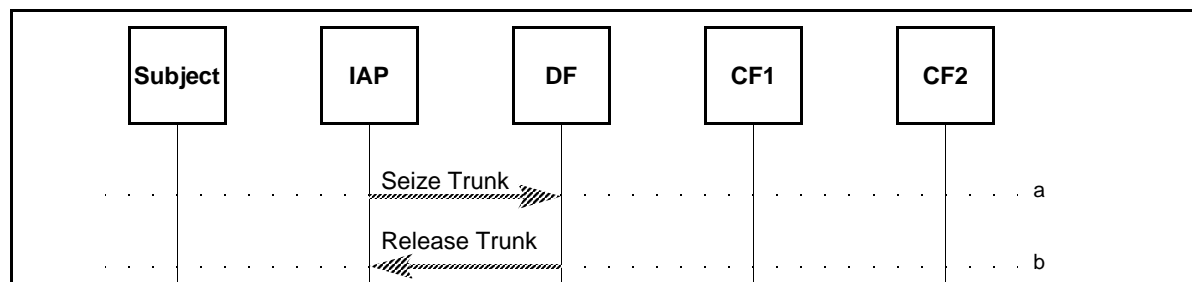 Subject IAP DF CF1 CF2
Seize Trunk
a
Release Trunk
b